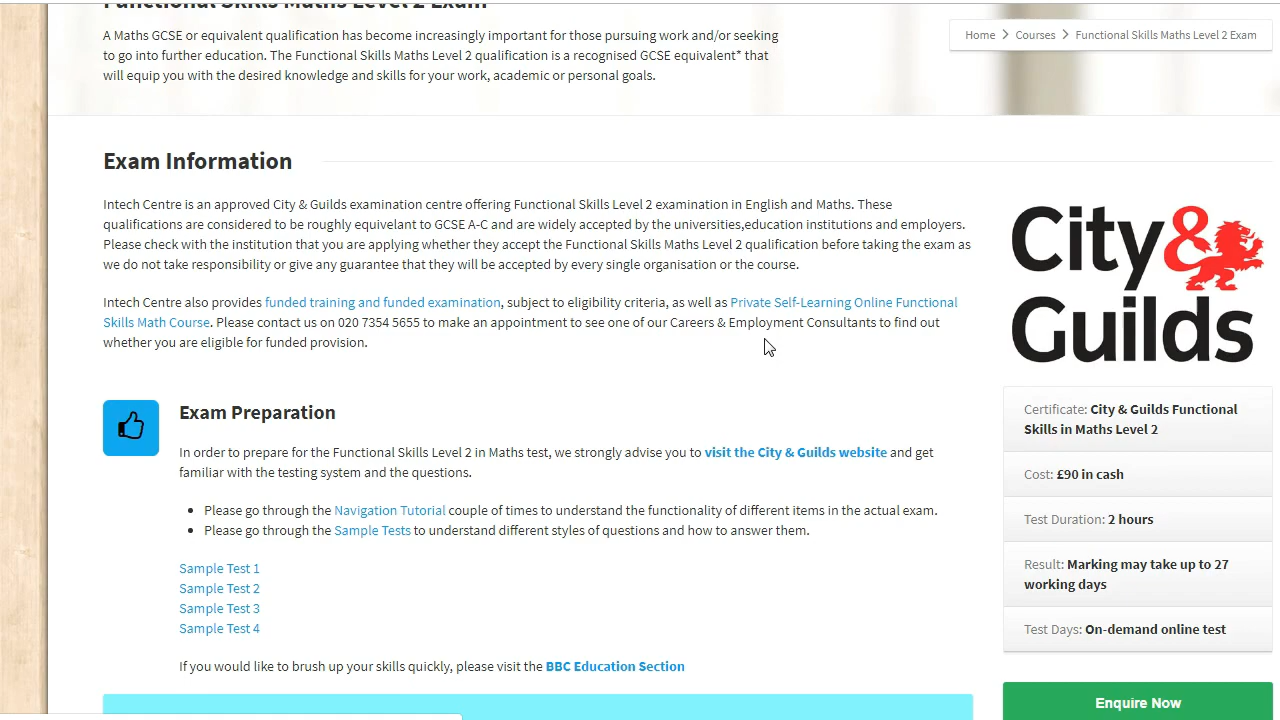 Functional Skills Maths Level 2 Exam
A Maths GCSE or equivalent qualification has become increasingly important for those pursuing work and/or seeking
to go into further education. The Functional Skills Maths Level 2 qualification is a recognised GCSE equivalent* that
will equip you with the desired knowledge and skills for your work, academic or personal goals.
Home > Courses > Functional Skills Maths Level 2 Exam
Exam Information
Intech Centre is an approved City & Guilds examination centre offering Functional Skills Level 2 examination in English and Maths. These
qualifications are considered to be roughly equivelant to GCSE A-C and are widely accepted by the universities,education institutions and employers.
Please check with the institution that you are applying whether they accept the Functional Skills Maths Level 2 qualification before taking the exam as
we do not take responsibility or give any guarantee that they will be accepted by every single organisation or the course.
Intech Centre also provides funded training and funded examination, subject to eligibility criteria, as well as Private Self-Learning Online Functional
Skills Math Course. Please contact us on 020 7354 5655 to make an appointment to see one of our Careers & Employment Consultants to find out
whether you are eligible for funded provision.
Exam Preparation
In order to prepare for the Functional Skills Level 2 in Maths test, we strongly advise you to visit the City & Guilds website and get
familiar with the testing system and the questions.
• Please go through the Navigation Tutorial couple of times to understand the functionality of different items in the actual exam.
• Please go through the Sample Tests to understand different styles of questions and how to answer them.
Sample Test 1
Sample Test 2
Sample Test 3
Sample Test 4
If you would like to brush up your skills quickly, please visit the BBC Education Section
City&
Guilds
Certificate: City & Guilds Functional
Skills in Maths Level 2
Cost: £90 in cash
Test Duration: 2 hours
Result: Marking may take up to 27
working days
Test Days: On-demand online test
Enquire Now